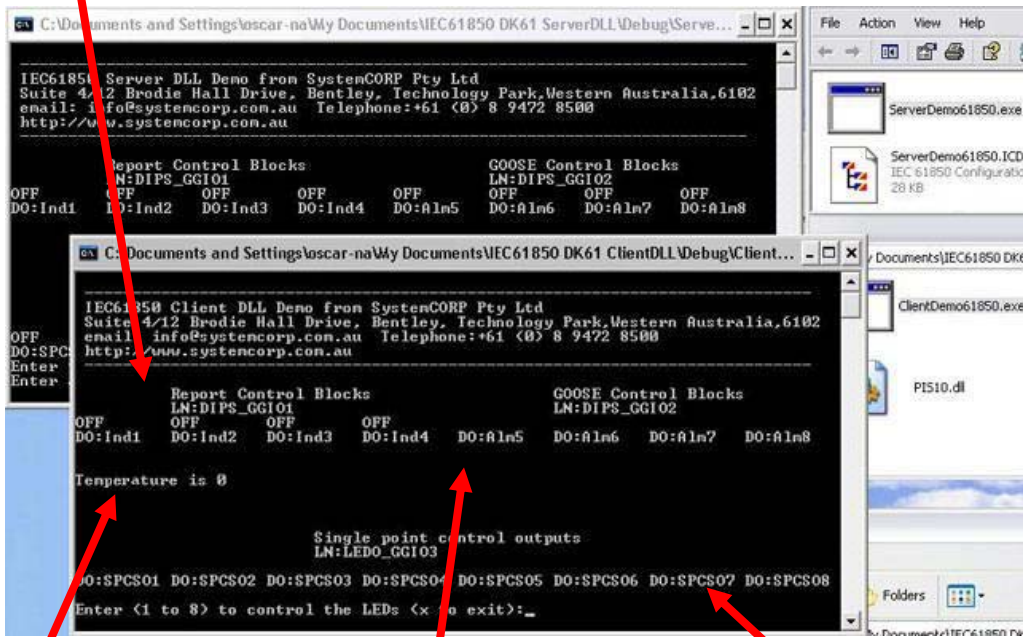 C:\Documents and Settings\oscar-na\My Documents\IEC61850 DK61 ServerDLL\Debug\Serve...
IEC61850 Server DLL Demo from SystemCORP Pty Ltd
Suite 4/12 Brodie Hall Drive, Bentley, Technology Park,Western Australia,6102
email: info@systemcorp.com.au Telephone:+61 (0) 8 9472 8500
http://www.systemcorp.com.au
Report Control Blocks GOOSE Control Blocks
LN:DIPS_GGIO1 LN:DIPS_GGIO2
OFF OFF OFF OFF OFF OFF OFF OFF
DO:Ind1 DO:Ind2 DO:Ind3 DO:Ind4 DO:Alm5 DO:Alm6 DO:Alm7 DO:Alm8
OFF
DO:SPC
Enter
Enter
C:\Documents and Settings\oscar-na\My Documents\IEC61850 DK61 ClientDLL\Debug\Client...
IEC61850 Client DLL Demo from SystemCORP Pty Ltd
Suite 4/12 Brodie Hall Drive, Bentley, Technology Park,Western Australia,6102
email: info@systemcorp.com.au Telephone:+61 (0) 8 9472 8500
http://www.systemcorp.com.au
Report Control Blocks GOOSE Control Blocks
LN:DIPS_GGIO1 LN:DIPS_GGIO2
OFF OFF OFF OFF
DO:Ind1 DO:Ind2 DO:Ind3 DO:Ind4 DO:Alm5 DO:Alm6 DO:Alm7 DO:Alm8
Temperature is 0
Single point control outputs
LN:LEDO_GGIO3
DO:SPCSO1 DO:SPCSO2 DO:SPCSO3 DO:SPCSO4 DO:SPCSO5 DO:SPCSO6 DO:SPCSO7 DO:SPCSO8
Enter (1 to 8) to control the LEDs (x to exit):_
File Action View Help
ServerDemo61850.exe
ServerDemo61850.ICD
IEC 61850 Configuratio
28 KB
Documents\IEC61850 DK6
ClientDemo61850.exe
PIS10.dll
Folders
My Documents\IEC61850 DK